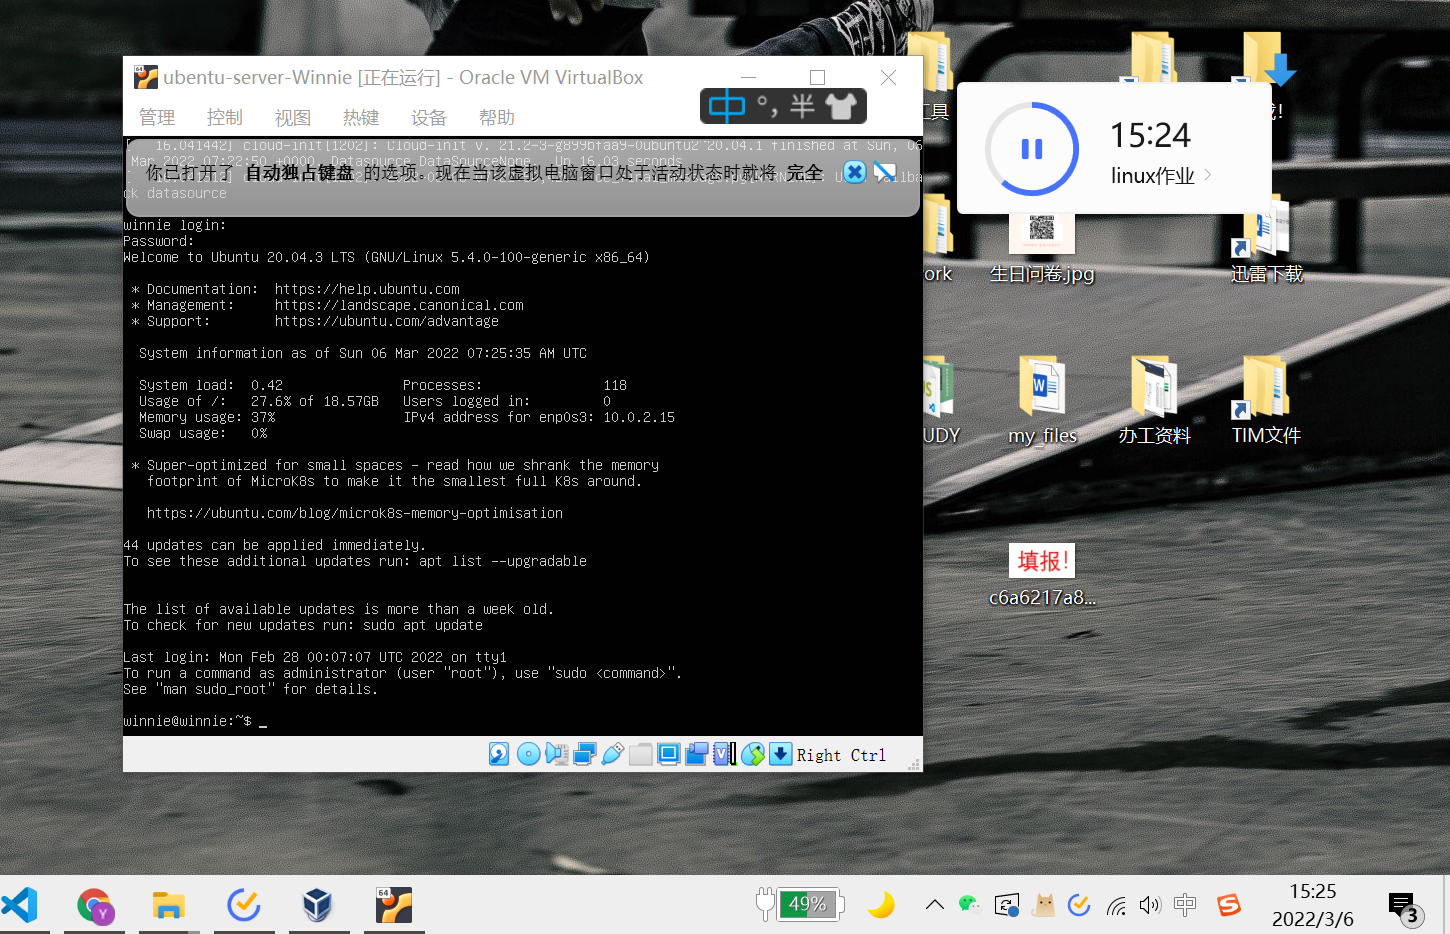 ubentu-server-Winnie [正在运行] - Oracle VM VirtualBox
管理 控制 视图 热键 设备 帮助
中 °, 半
[   16.041442] cloud-init[1202]: Cloud-init v. 21.2-3-g899bfaa9-0ubuntu2~20.04.1 finished at Sun, 06
Mar 2022 07:22:50 +0000. Datasource DataSourceNone.  Up 16.03 seconds
你已打开了 自动独占键盘 的选项。现在当该虚拟电脑窗口处于活动状态时就将 完全
ck datasource
winnie login:
Password:
Welcome to Ubuntu 20.04.3 LTS (GNU/Linux 5.4.0-100-generic x86_64)
* Documentation:  https://help.ubuntu.com
* Management:     https://landscape.canonical.com
* Support:        https://ubuntu.com/advantage
System information as of Sun 06 Mar 2022 07:25:35 AM UTC
System load:  0.42               Processes:               118
Usage of /:   27.6% of 18.57GB   Users logged in:         0
Memory usage: 37%                IPv4 address for enp0s3: 10.0.2.15
Swap usage:   0%
* Super-optimized for small spaces - read how we shrank the memory
footprint of MicroK8s to make it the smallest full K8s around.
https://ubuntu.com/blog/microk8s-memory-optimisation
44 updates can be applied immediately.
To see these additional updates run: apt list --upgradable
The list of available updates is more than a week old.
To check for new updates run: sudo apt update
Last login: Mon Feb 28 00:07:07 UTC 2022 on tty1
To run a command as administrator (user "root"), use "sudo <command>".
See "man sudo_root" for details.
winnie@winnie:~$ _
Right Ctrl
15:24
linux作业
工具
!
ork
生日问卷.jpg
迅雷下载
UDY
my_files
办工资料
TIM文件
填报!
c6a6217a8...
64
Y
64
49%
中
S
15:25
2022/3/6
3